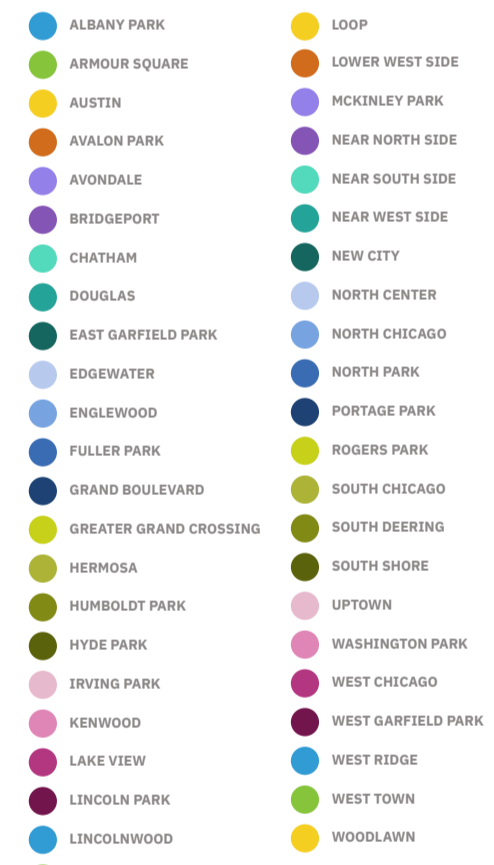 ALBANY PARK
ARMOUR SQUARE
AUSTIN
AVALON PARK
AVONDALE
BRIDGEPORT
CHATHAM
DOUGLAS
EAST GARFIELD PARK
EDGEWATER
ENGLEWOOD
FULLER PARK
GRAND BOULEVARD
GREATER GRAND CROSSING
HERMOSA
HUMBOLDT PARK
HYDE PARK
IRVING PARK
KENWOOD
LAKE VIEW
LINCOLN PARK
LINCOLNWOOD
LOOP
LOWER WEST SIDE
MCKINLEY PARK
NEAR NORTH SIDE
NEAR SOUTH SIDE
NEAR WEST SIDE
NEW CITY
NORTH CENTER
NORTH CHICAGO
NORTH PARK
PORTAGE PARK
ROGERS PARK
SOUTH CHICAGO
SOUTH DEERING
SOUTH SHORE
UPTOWN
WASHINGTON PARK
WEST CHICAGO
WEST GARFIELD PARK
WEST RIDGE
WEST TOWN
WOODLAWN